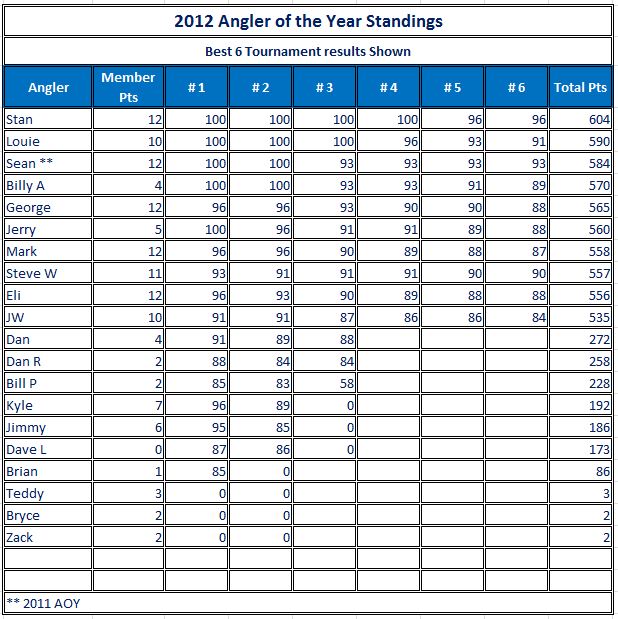 2012 Angler of the Year Standings
Best 6 Tournament results Shown
Angler Member Pts # 1 # 2 # 3 # 4 # 5 # 6 Total Pts
Stan 12 100 100 100 100 96 96 604
Louie 10 100 100 100 96 93 91 590
Sean ** 12 100 100 93 93 93 93 584
Billy A 4 100 100 93 93 91 89 570
George 12 96 96 93 90 90 88 565
Jerry 5 100 96 91 91 89 88 560
Mark 12 96 96 90 89 88 87 558
Steve W 11 93 91 91 91 90 90 557
Eli 12 96 93 90 89 88 88 556
JW 10 91 91 87 86 86 84 535
Dan 4 91 89 88 272
Dan R 2 88 84 84 258
Bill P 2 85 83 58 228
Kyle 7 96 89 0 192
Jimmy 6 95 85 0 186
Dave L 0 87 86 0 173
Brian 1 85 0 86
Teddy 3 0 0 3
Bryce 2 0 0 2
Zack 2 0 0 2
** 2011 AOY